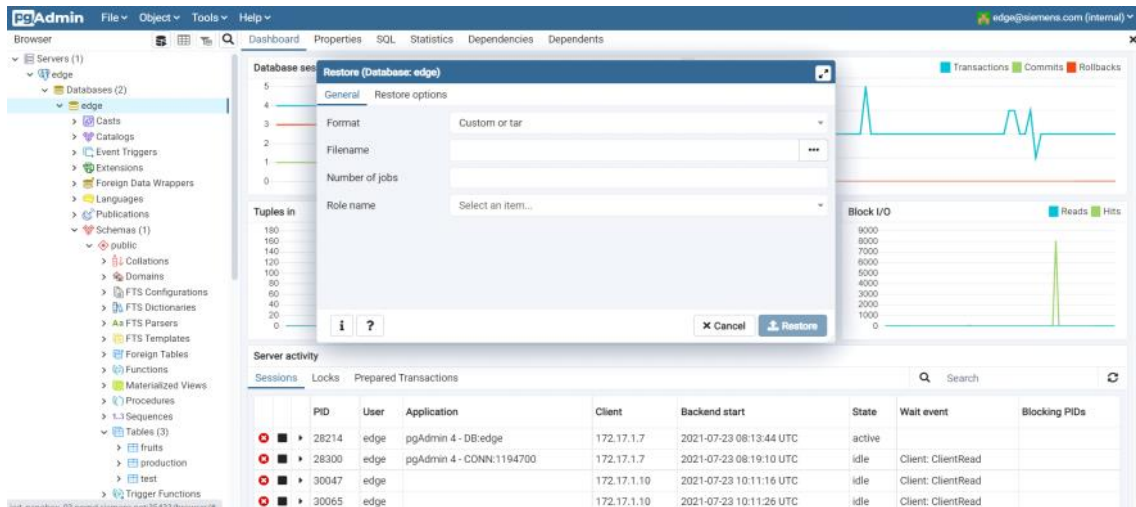 pgAdmin File Object Tools Help edge@siemens.com (internal)
Browser
Dashboard Properties SQL Statistics Dependencies Dependents
Servers (1)
edge
Databases (2)
edge
Casts
Catalogs
Event Triggers
Extensions
Foreign Data Wrappers
Languages
Publications
Schemas (1)
public
Collations
Domains
FTS Configurations
FTS Dictionaries
Aa FTS Parsers
FTS Templates
Foreign Tables
Functions
Materialized Views
Procedures
1..3 Sequences
Tables (3)
fruits
production
test
Trigger Functions
Database ses
5
4
3
2
1
0
Transactions Commits Rollbacks
Restore (Database: edge)
General Restore options
Format Custom or tar
Filename
Number of jobs
Role name Select an item...
i ? Cancel Restore
Tuples in
180
160
140
120
100
80
60
40
20
0
Block I/O Reads Hits
9000
8000
7000
6000
5000
4000
3000
2000
1000
0
Server activity
Sessions Locks Prepared Transactions Search
PID User Application Client Backend start State Wait event Blocking PIDs
28214 edge pgAdmin 4 - DB:edge 172.17.1.7 2021-07-23 08:13:44 UTC active
28300 edge pgAdmin 4 - CONN:1194700 172.17.1.7 2021-07-23 08:19:10 UTC idle Client: ClientRead
30047 edge 172.17.1.10 2021-07-23 10:11:16 UTC idle Client: ClientRead
30065 edge 172.17.1.10 2021-07-23 10:11:26 UTC idle Client: ClientRead